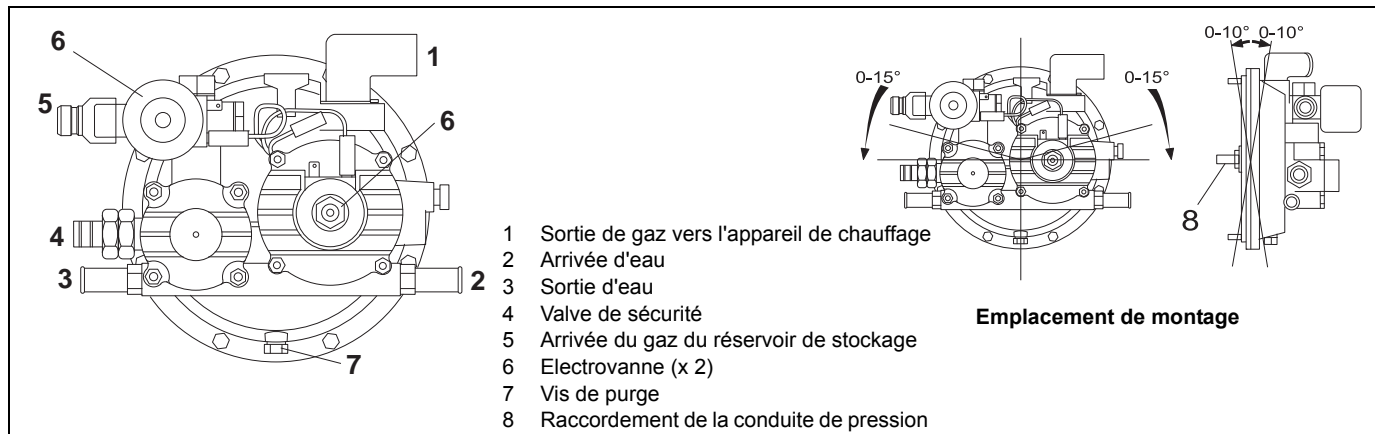 6
1
5
6
4
3
2
7
1 Sortie de gaz vers l'appareil de chauffage
2 Arrivée d'eau
3 Sortie d'eau
4 Valve de sécurité
5 Arrivée du gaz du réservoir de stockage
6 Electrovanne (x 2)
7 Vis de purge
8 Raccordement de la conduite de pression
0-15°
0-15°
0-10° 0-10°
8
Emplacement de montage